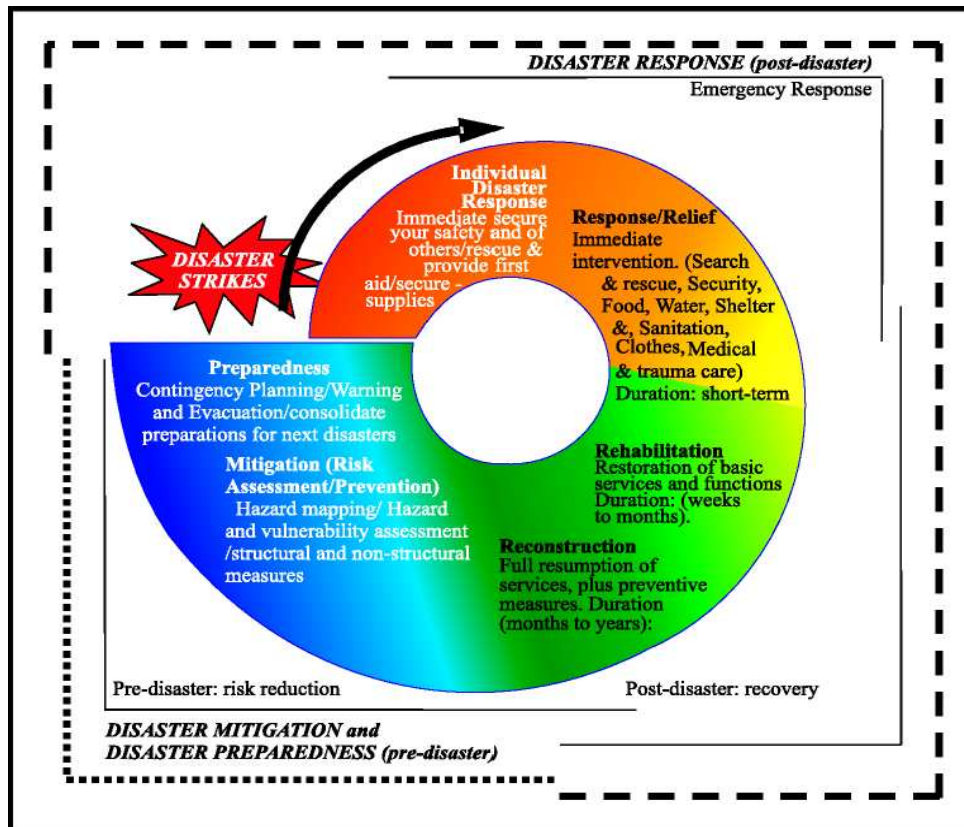 DISASTER RESPONSE (post-disaster)
Emergency Response
DISASTER
STRIKES
Individual
Disaster
Response
Immediate secure
your safety and of
others/rescue &
provide first
aid/secure -
supplies
Response/Relief
Immediate
intervention. (Search
& rescue, Security,
Food, Water, Shelter
&, Sanitation,
Clothes, Medical
& trauma care)
Duration: short-term
Rehabilitation
Restoration of basic
services and functions
Duration: (weeks
to months).
Reconstruction
Full resumption of
services, plus preventive
measures. Duration
(months to years):
Preparedness
Contingency Planning/Warning
and Evacuation/consolidate
preparations for next disasters
Mitigation (Risk
Assessment/Prevention)
Hazard mapping/ Hazard
and vulnerability assessment
/structural and non-structural
measures
Pre-disaster: risk reduction
Post-disaster: recovery
DISASTER MITIGATION and
DISASTER PREPAREDNESS (pre-disaster)